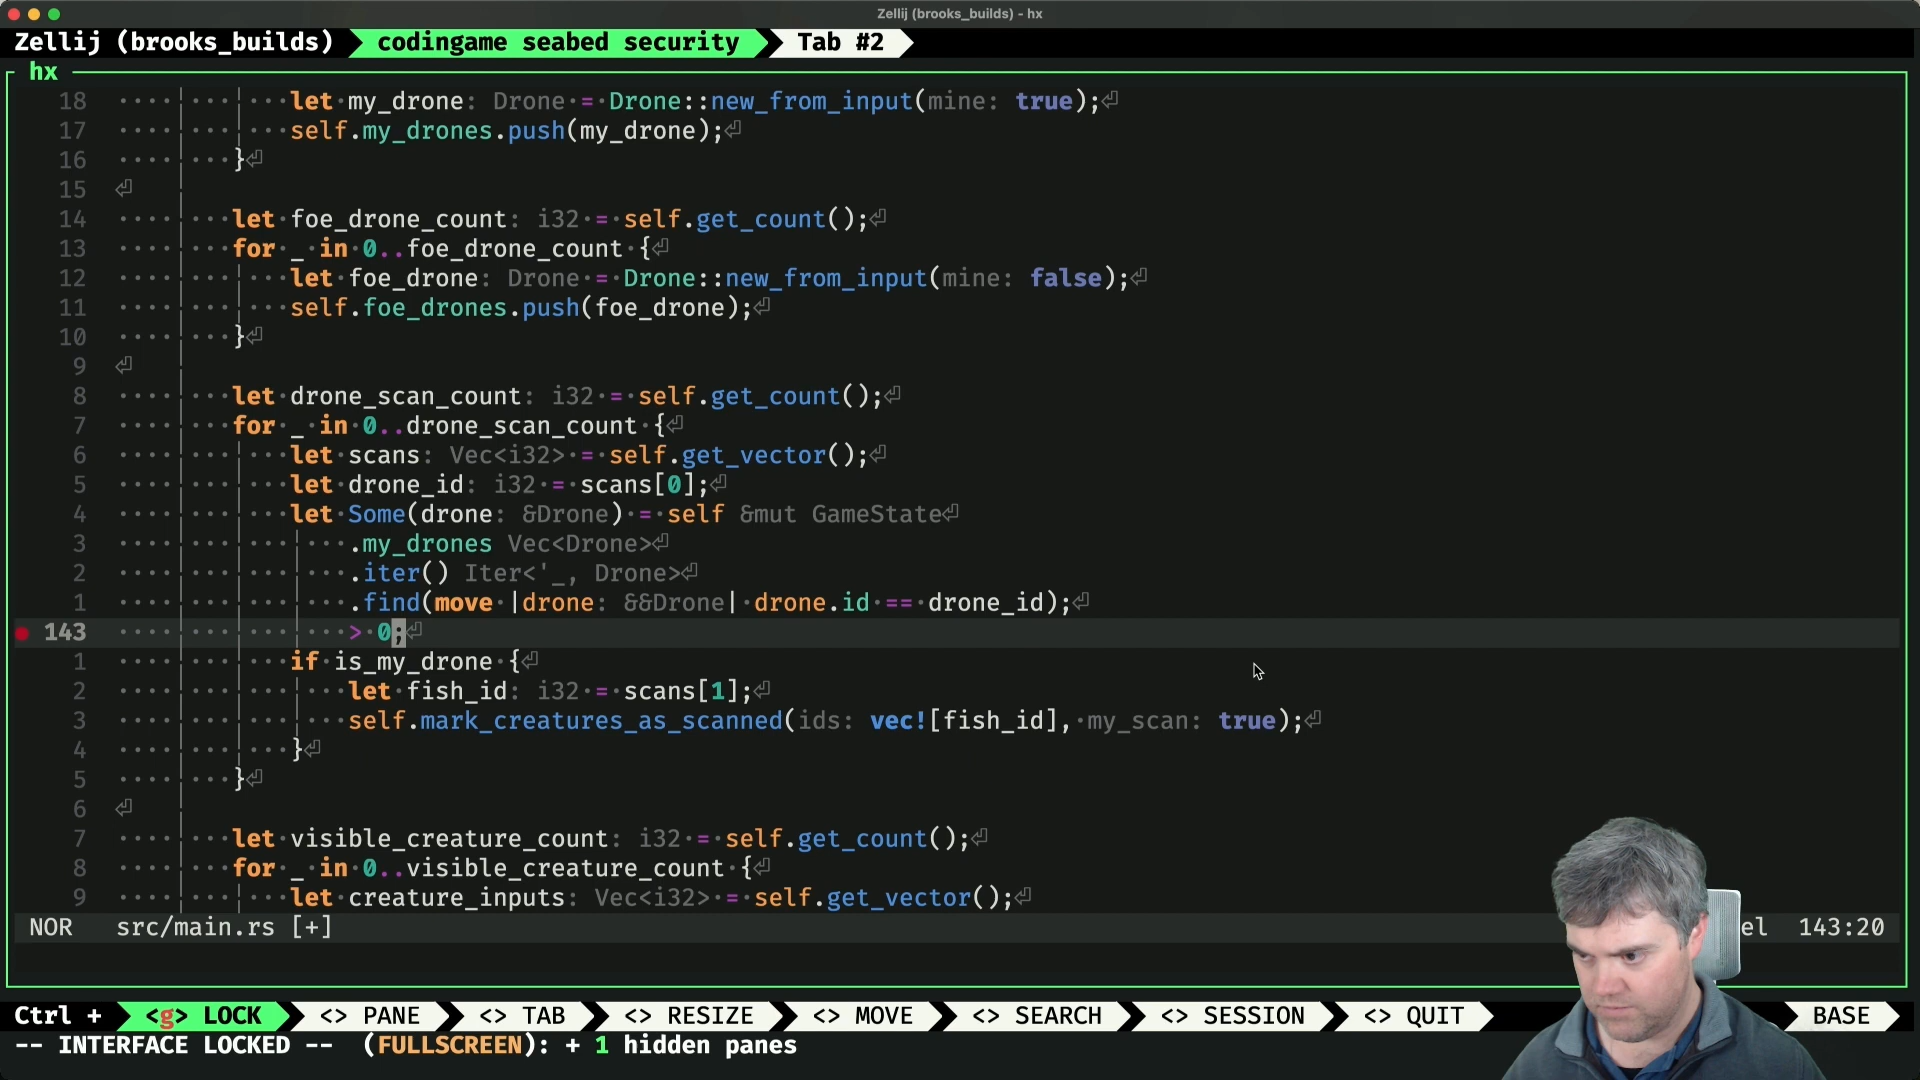 Zellij (brooks_builds) - hx
Zellij (brooks_builds) codingame seabed security Tab #2
hx
18 let my_drone: Drone = Drone::new_from_input(mine: true);
17 self.my_drones.push(my_drone);
16 }
15
14 let foe_drone_count: i32 = self.get_count();
13 for _ in 0..foe_drone_count {
12 let foe_drone: Drone = Drone::new_from_input(mine: false);
11 self.foe_drones.push(foe_drone);
10 }
9
8 let drone_scan_count: i32 = self.get_count();
7 for _ in 0..drone_scan_count {
6 let scans: Vec<i32> = self.get_vector();
5 let drone_id: i32 = scans[0];
4 let Some(drone: &Drone) = self &mut GameState
3 .my_drones Vec<Drone>
2 .iter() Iter<'_, Drone>
1 .find(move |drone: &&Drone| drone.id == drone_id);
143 > 0;
1 if is_my_drone {
2 let fish_id: i32 = scans[1];
3 self.mark_creatures_as_scanned(ids: vec![fish_id], my_scan: true);
4 }
5 }
6
7 let visible_creature_count: i32 = self.get_count();
8 for _ in 0..visible_creature_count {
9 let creature_inputs: Vec<i32> = self.get_vector();
NOR src/main.rs [+] el 143:20
Ctrl + <g> LOCK <> PANE <> TAB <> RESIZE <> MOVE <> SEARCH <> SESSION <> QUIT BASE
-- INTERFACE LOCKED -- (FULLSCREEN): + 1 hidden panes